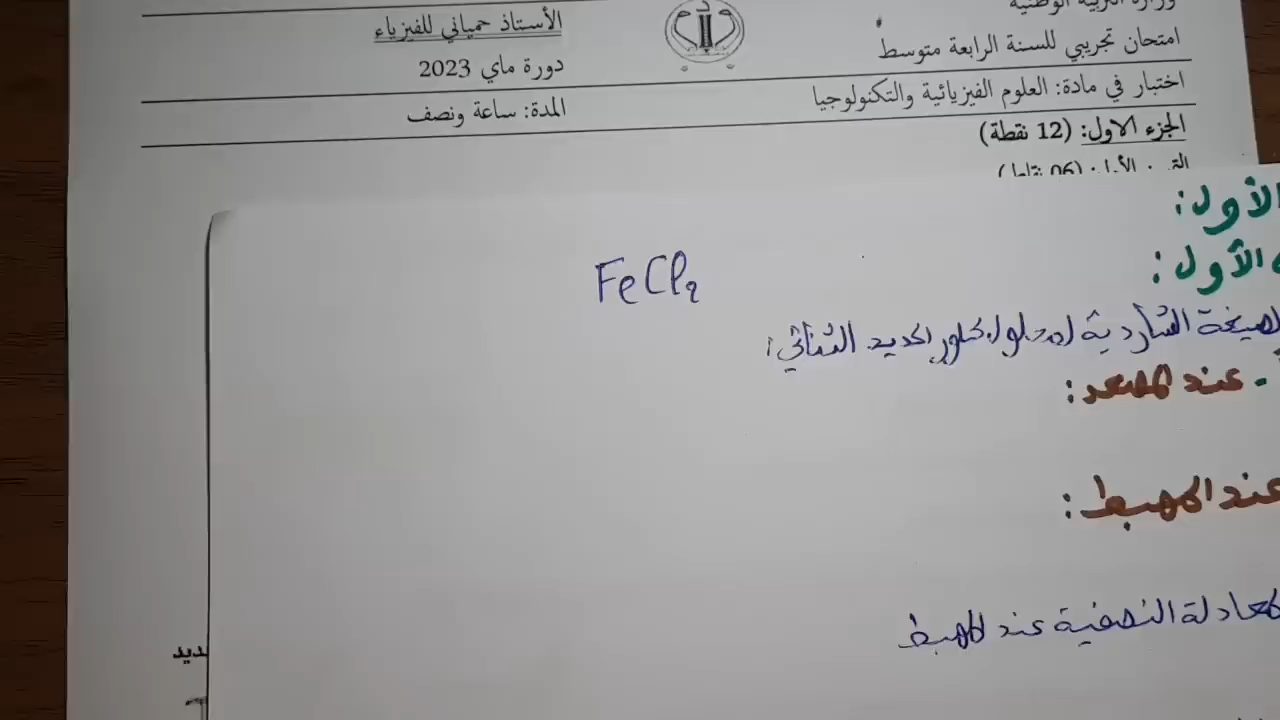 وزارة التربية الوطنية
امتحان تجريبي للسنة الرابعة متوسط
الأستاذ حمياني للفيزياء
دورة ماي 2023
اختبار في مادة: العلوم الفيزيائية والتكنولوجيا
المدة: ساعة ونصف
الجزء الاول: (12 نقطة)
الأول:
الأول:
FeCl2
الصيغة الشاردية لمحلول كلور الحديد الثنائي:
- عند المصعد:
عند المهبط:
المعادلة النصفية عند المهبط
ديد